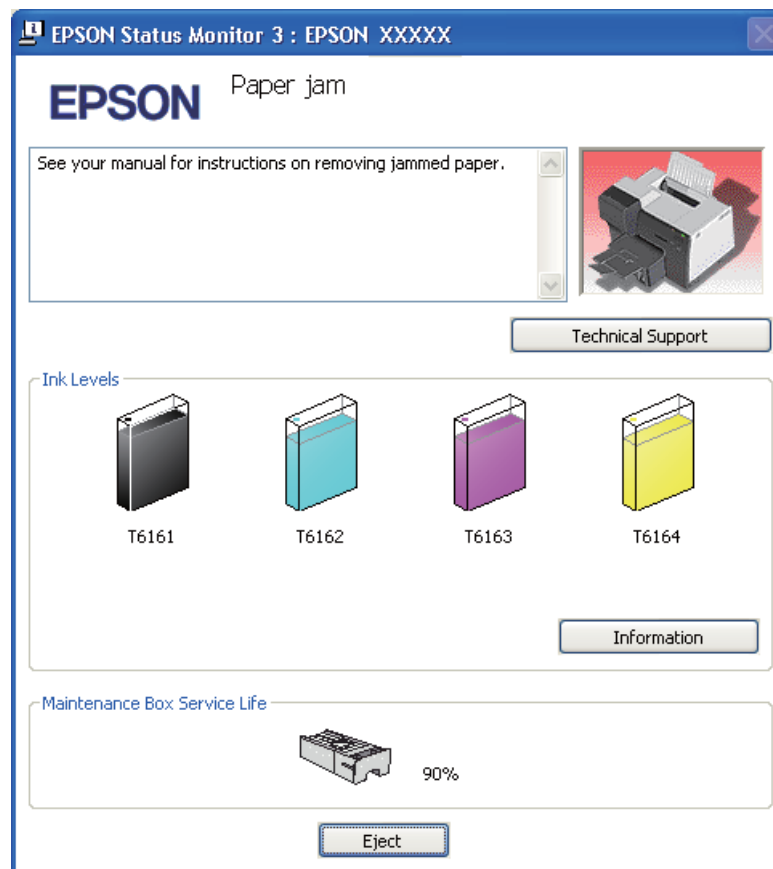 EPSON Status Monitor 3 : EPSON XXXXX
EPSON
Paper jam
See your manual for instructions on removing jammed paper.
Technical Support
Ink Levels
T6161
T6162
T6163
T6164
Information
Maintenance Box Service Life
90%
Eject